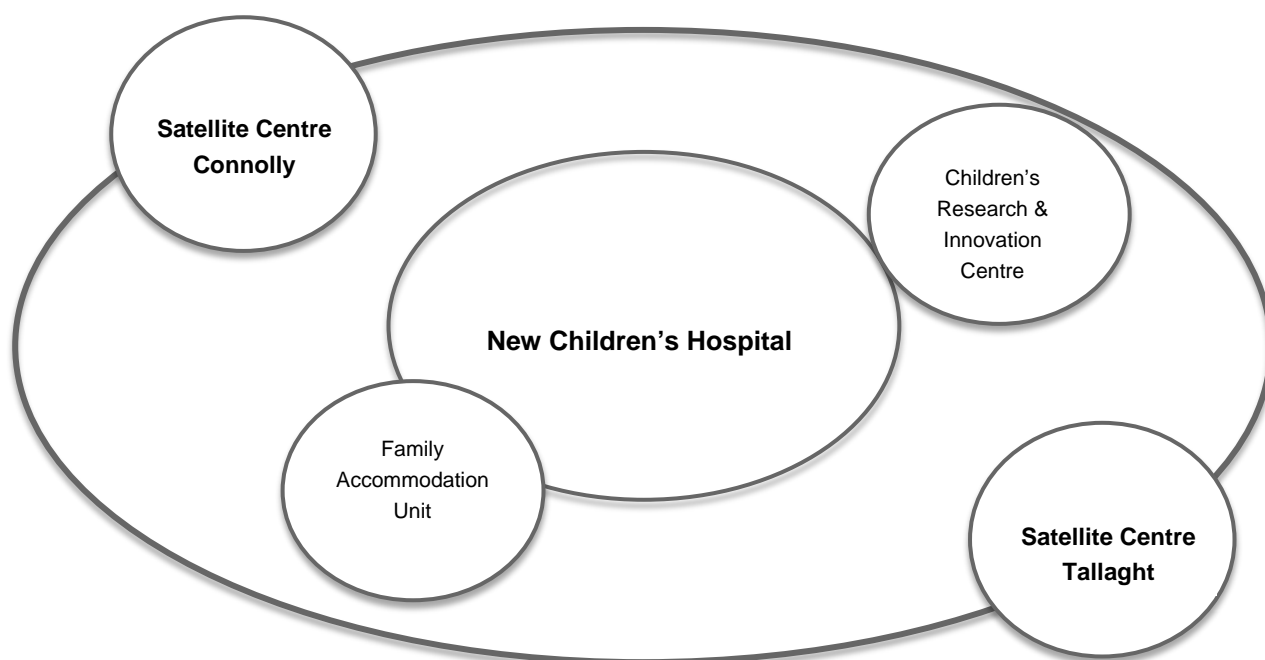 Satellite Centre
Connolly
Children’s
Research &
Innovation
Centre
New Children’s Hospital
Family
Accommodation
Unit
Satellite Centre
Tallaght